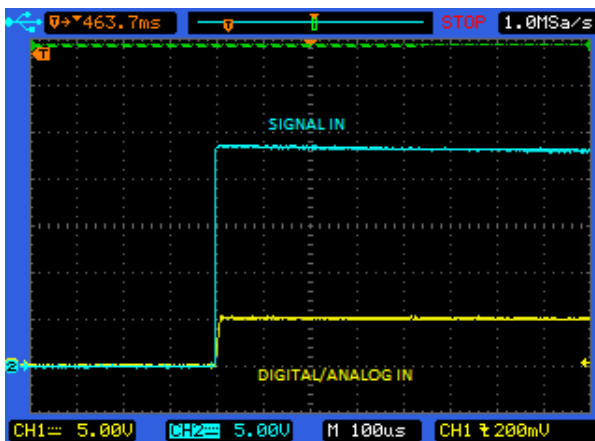 463.7ms
STOP
1.0MSa/s
T
T
SIGNAL IN
2
DIGITAL/ANALOG IN
CH1 5.00V
CH2 5.00V
M 100us
CH1 200mV